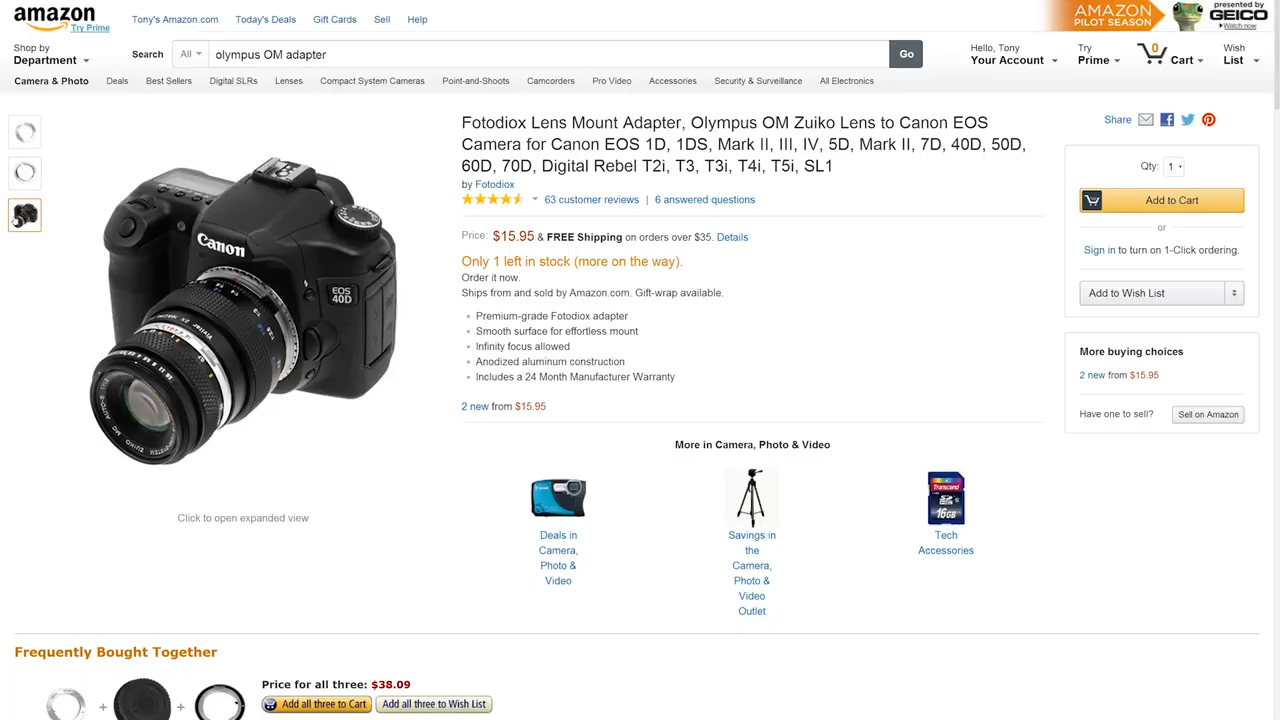 amazon
Try Prime
Tony's Amazon.com
Today's Deals
Gift Cards
Sell
Help
AMAZON
PILOT SEASON
presented by
GEICO
Watch now
Shop by
Department
Search
All
olympus OM adapter
Go
Hello, Tony
Your Account
Try
Prime
0
Cart
Wish
List
Camera & Photo
Deals
Best Sellers
Digital SLRs
Lenses
Compact System Cameras
Point-and-Shoots
Camcorders
Pro Video
Accessories
Security & Surveillance
All Electronics
Canon
EOS
40D
Click to open expanded view
Fotodiox Lens Mount Adapter, Olympus OM Zuiko Lens to Canon EOS
Camera for Canon EOS 1D, 1DS, Mark II, III, IV, 5D, Mark II, 7D, 40D, 50D,
60D, 70D, Digital Rebel T2i, T3, T3i, T4i, T5i, SL1
by Fotodiox
63 customer reviews | 6 answered questions
Price: $15.95 & FREE Shipping on orders over $35. Details
Only 1 left in stock (more on the way).
Order it now.
Ships from and sold by Amazon.com. Gift-wrap available.
Premium-grade Fotodiox adapter
Smooth surface for effortless mount
Infinity focus allowed
Anodized aluminum construction
Includes a 24 Month Manufacturer Warranty
2 new from $15.95
More in Camera, Photo & Video
Transcend
16GB
Deals in
Camera,
Photo &
Video
Savings in
the
Camera,
Photo &
Video
Outlet
Tech
Accessories
Share
Qty: 1
Add to Cart
or
Sign in to turn on 1-Click ordering.
Add to Wish List
More buying choices
2 new from $15.95
Have one to sell?
Sell on Amazon
Frequently Bought Together
+
+
Price for all three: $38.09
Add all three to Cart
Add all three to Wish List